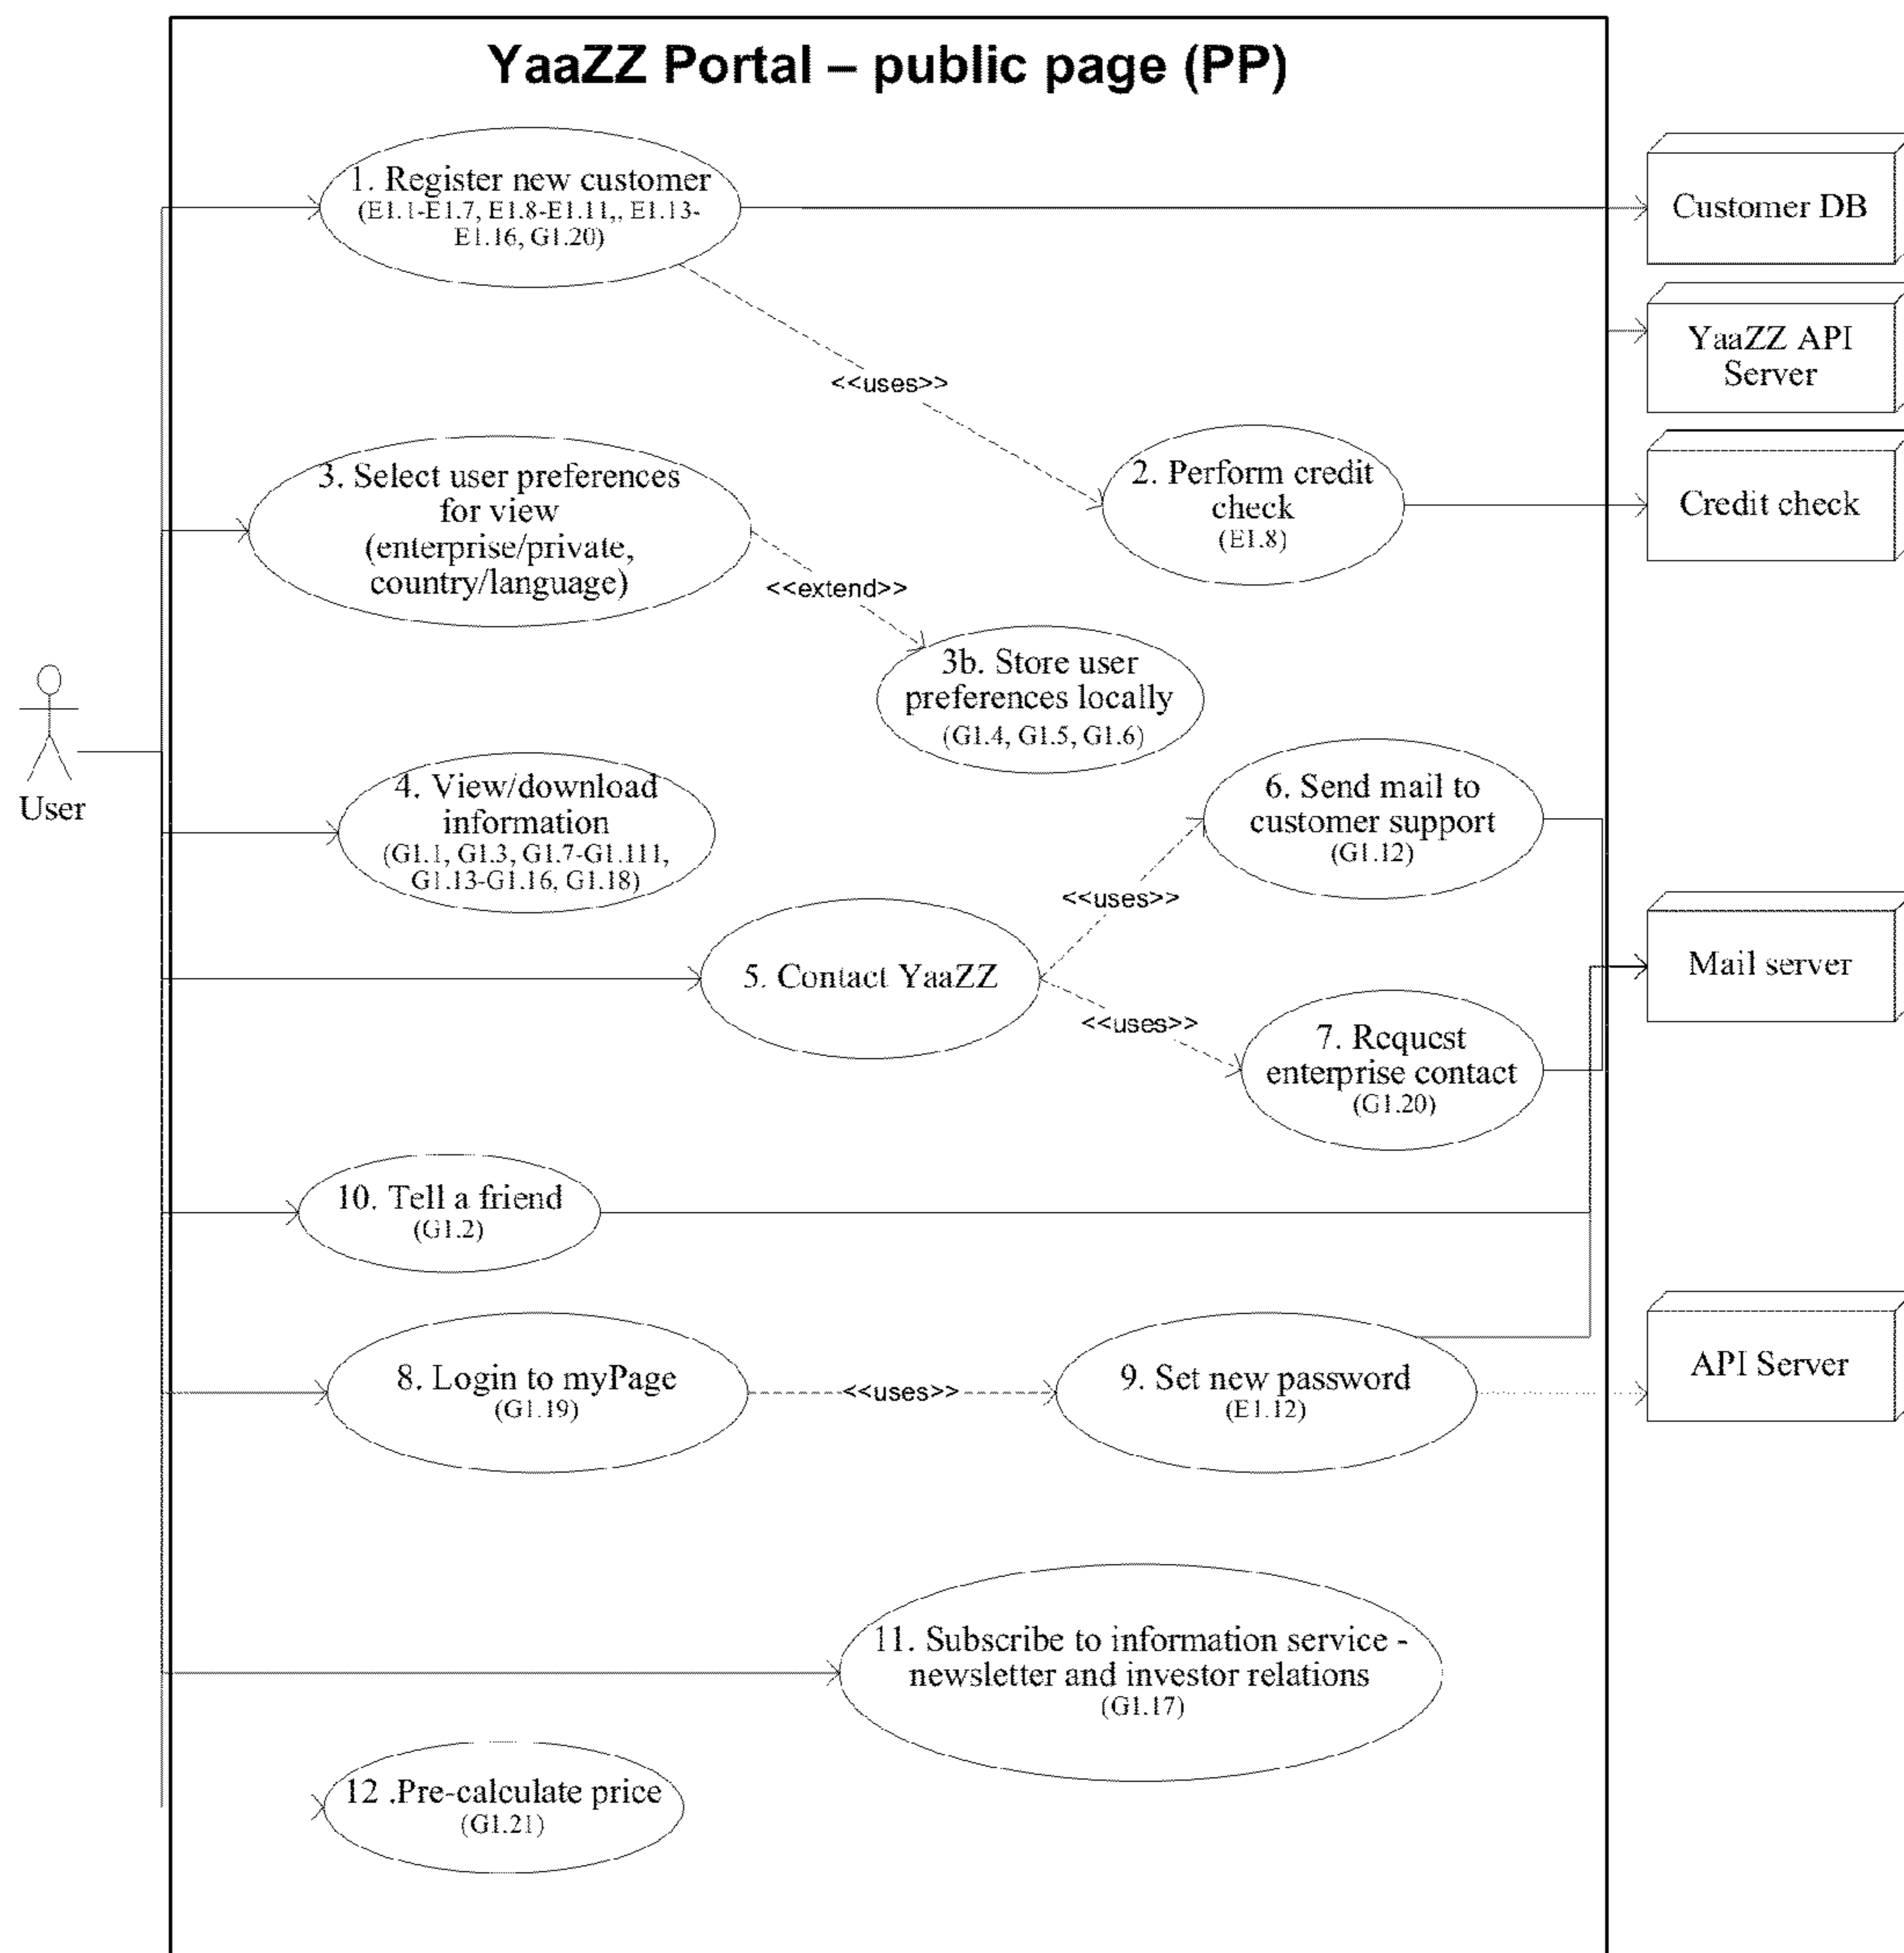 YaaZZ Portal – public page (PP)
1. Register new customer
(E1.1-E1.7, E1.8-E1.11,, E1.13-
E1.16, G1.20)
Customer DB
YaaZZ API
Server
<<uses>>
3. Select user preferences
for view
(enterprise/private,
country/language)
2. Perform credit
check
(E1.8)
Credit check
<<extend>>
3b. Store user
preferences locally
(G1.4, G1.5, G1.6)
User
4. View/download
information
(G1.1, G1.3, G1.7-G1.111,
G1.13-G1.16, G1.18)
6. Send mail to
customer support
(G1.12)
<<uses>>
5. Contact YaaZZ
Mail server
<<uses>>
7. Request
enterprise contact
(G1.20)
10. Tell a friend
(G1.2)
8. Login to myPage
(G1.19)
<<uses>>
9. Set new password
(E1.12)
API Server
11. Subscribe to information service -
newsletter and investor relations
(G1.17)
12 .Pre-calculate price
(G1.21)